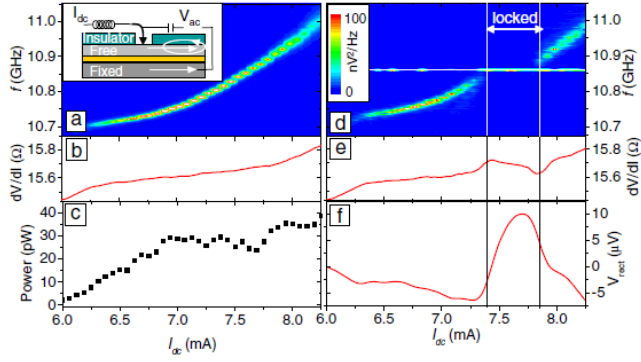 I_dc
V_ac
Insulator
Free
Fixed
a
f (GHz)
11.0
10.9
10.8
10.7
100
0
nV²/Hz
locked
d
11.0
10.9
10.8
10.7
f (GHz)
b
dV/dI (Ω)
15.8
15.6
e
15.8
15.6
dV/dI (Ω)
c
Power (pW)
40
30
20
10
0
f
10
5
0
-5
V_rect (μV)
6.0 6.5 7.0 7.5 8.0
I_dc (mA)
6.0 6.5 7.0 7.5 8.0
I_dc (mA)